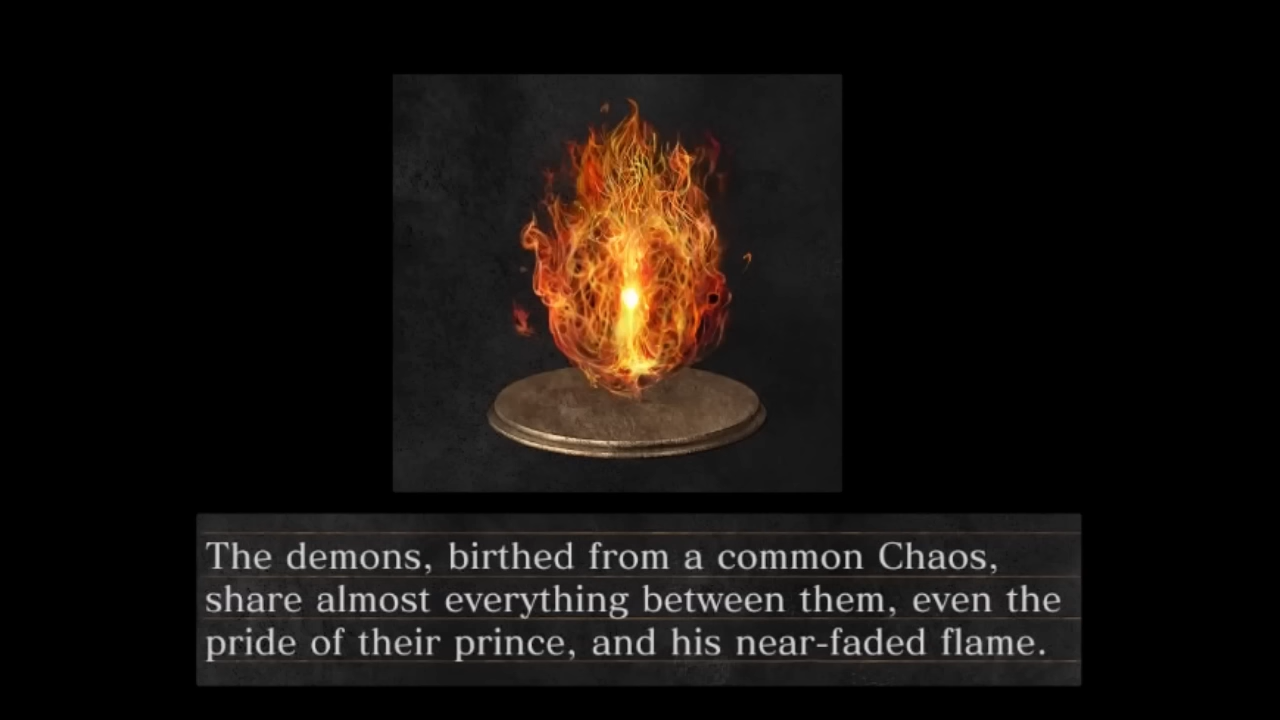 The demons, birthed from a common Chaos,
share almost everything between them, even the
pride of their prince, and his near-faded flame.